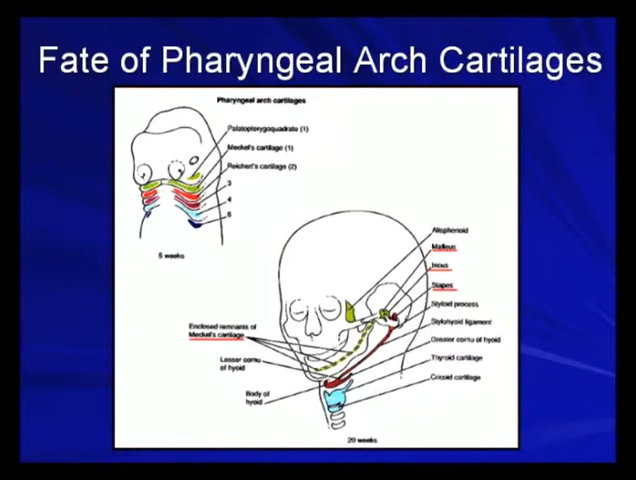 Fate of Pharyngeal Arch Cartilages
Pharyngeal arch cartilages
Palatopterygoquadrate (1)
Meckel's cartilage (1)
Reichert's cartilage (2)
3
4
6
5 weeks
Alisphenoid
Malleus
Incus
Stapes
Styloid process
Stylohyoid ligament
Greater cornu of hyoid
Thyroid cartilage
Cricoid cartilage
Enclosed remnants of
Meckel's cartilage
Lesser cornu
of hyoid
Body of
hyoid
20 weeks